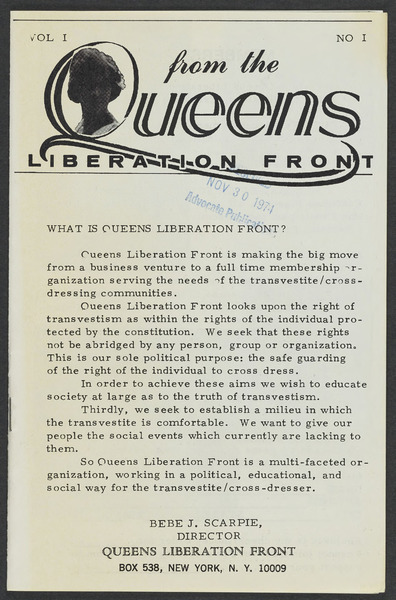 VOL I NO I
from the
Queens
LIBERATION FRONT
NOV 30 1971
Advocate Publications
WHAT IS QUEENS LIBERATION FRONT?
Queens Liberation Front is making the big move
from a business venture to a full time membership or-
ganization serving the needs of the transvestite/cross-
dressing communities.
Queens Liberation Front looks upon the right of
transvestism as within the rights of the individual pro-
tected by the constitution. We seek that these rights
not be abridged by any person, group or organization.
This is our sole political purpose: the safe guarding
of the right of the individual to cross dress.
In order to achieve these aims we wish to educate
society at large as to the truth of transvestism.
Thirdly, we seek to establish a milieu in which
the transvestite is comfortable. We want to give our
people the social events which currently are lacking to
them.
So Queens Liberation Front is a multi-faceted or-
ganization, working in a political, educational, and
social way for the transvestite/cross-dresser.
BEBE J. SCARPIE,
DIRECTOR
QUEENS LIBERATION FRONT
BOX 538, NEW YORK, N. Y. 10009